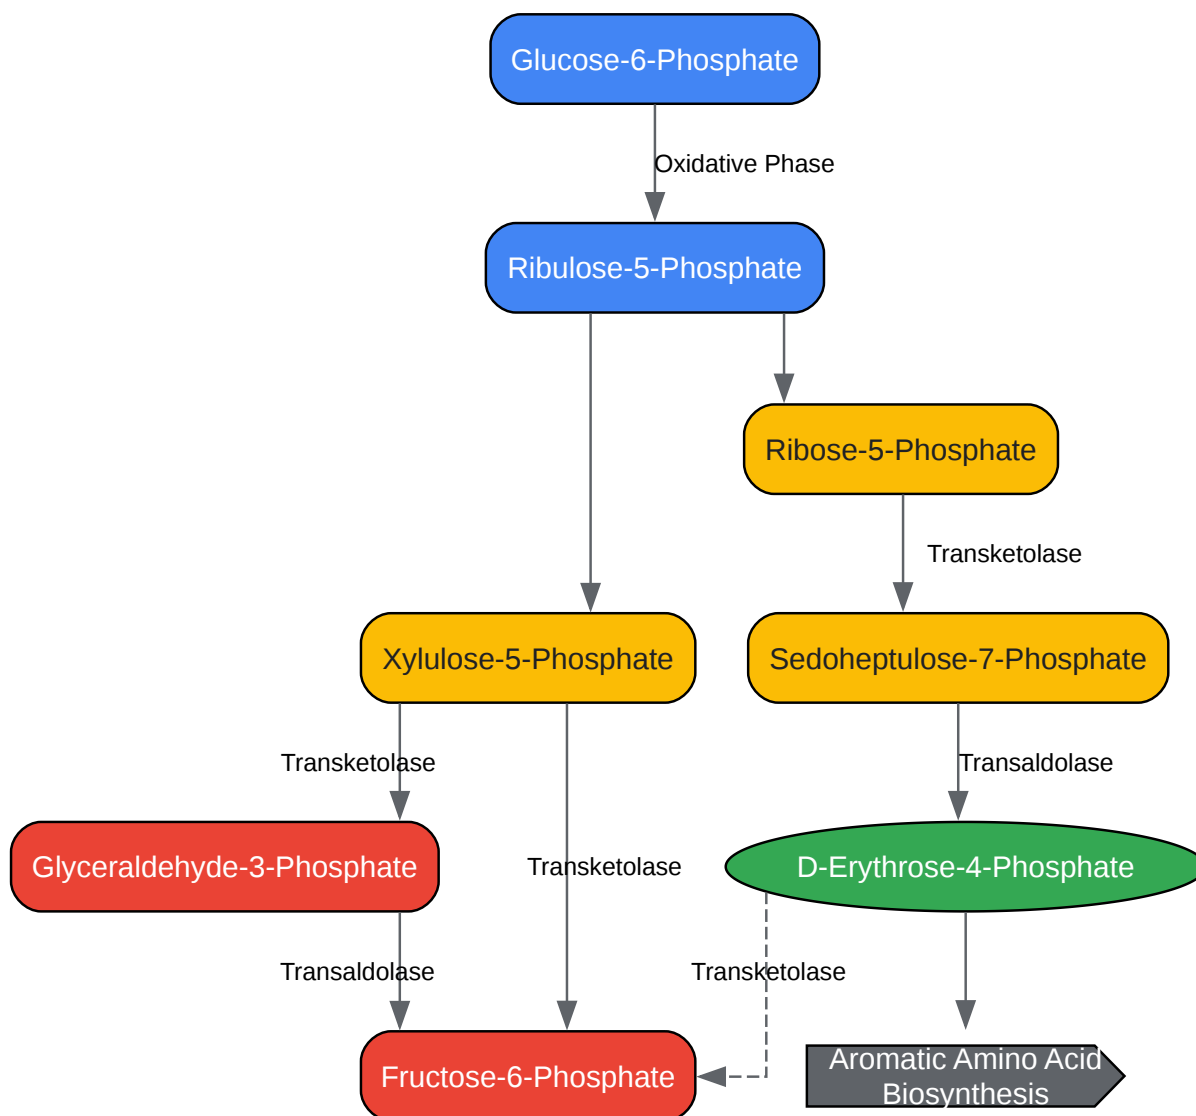 Glucose-6-Phosphate
Oxidative Phase
Ribulose-5-Phosphate
Ribose-5-Phosphate
Transketolase
Xylulose-5-Phosphate
Sedoheptulose-7-Phosphate
Transketolase
Transaldolase
Glyceraldehyde-3-Phosphate
Transketolase
D-Erythrose-4-Phosphate
Transaldolase
Transketolase
Fructose-6-Phosphate
Aromatic Amino Acid
Biosynthesis